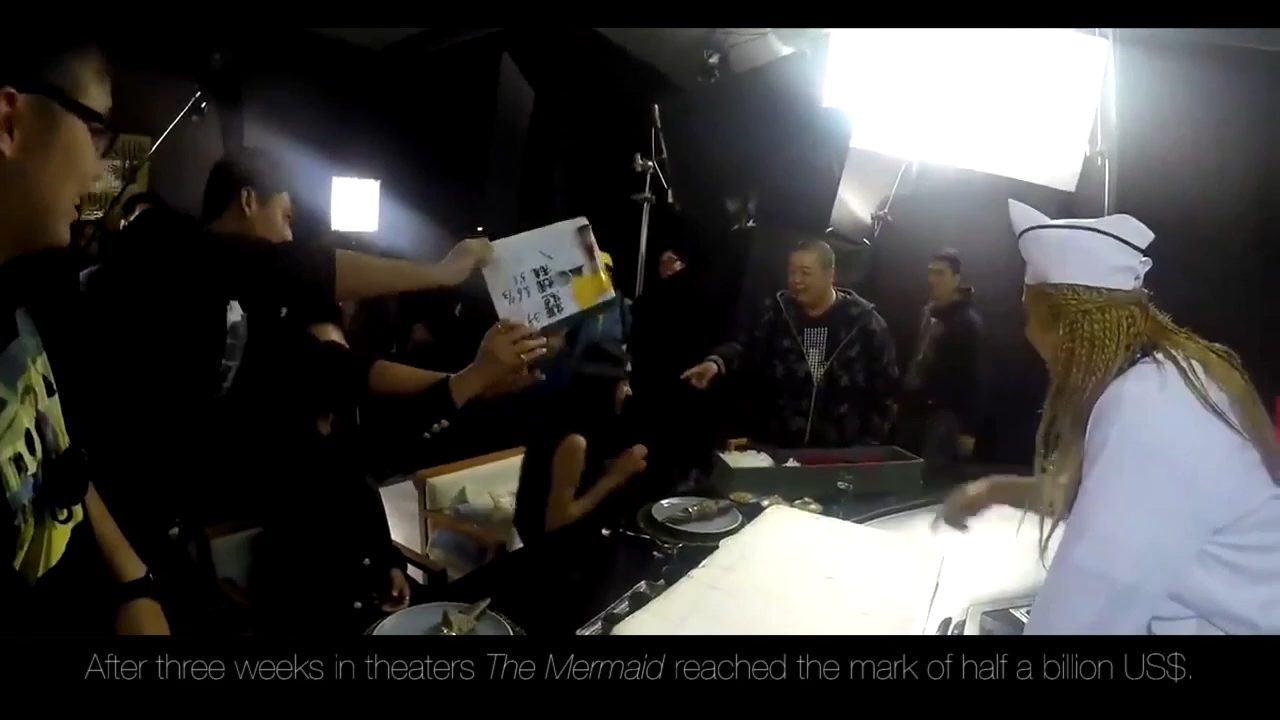 After three weeks in theaters The Mermaid reached the mark of half a billion US$.